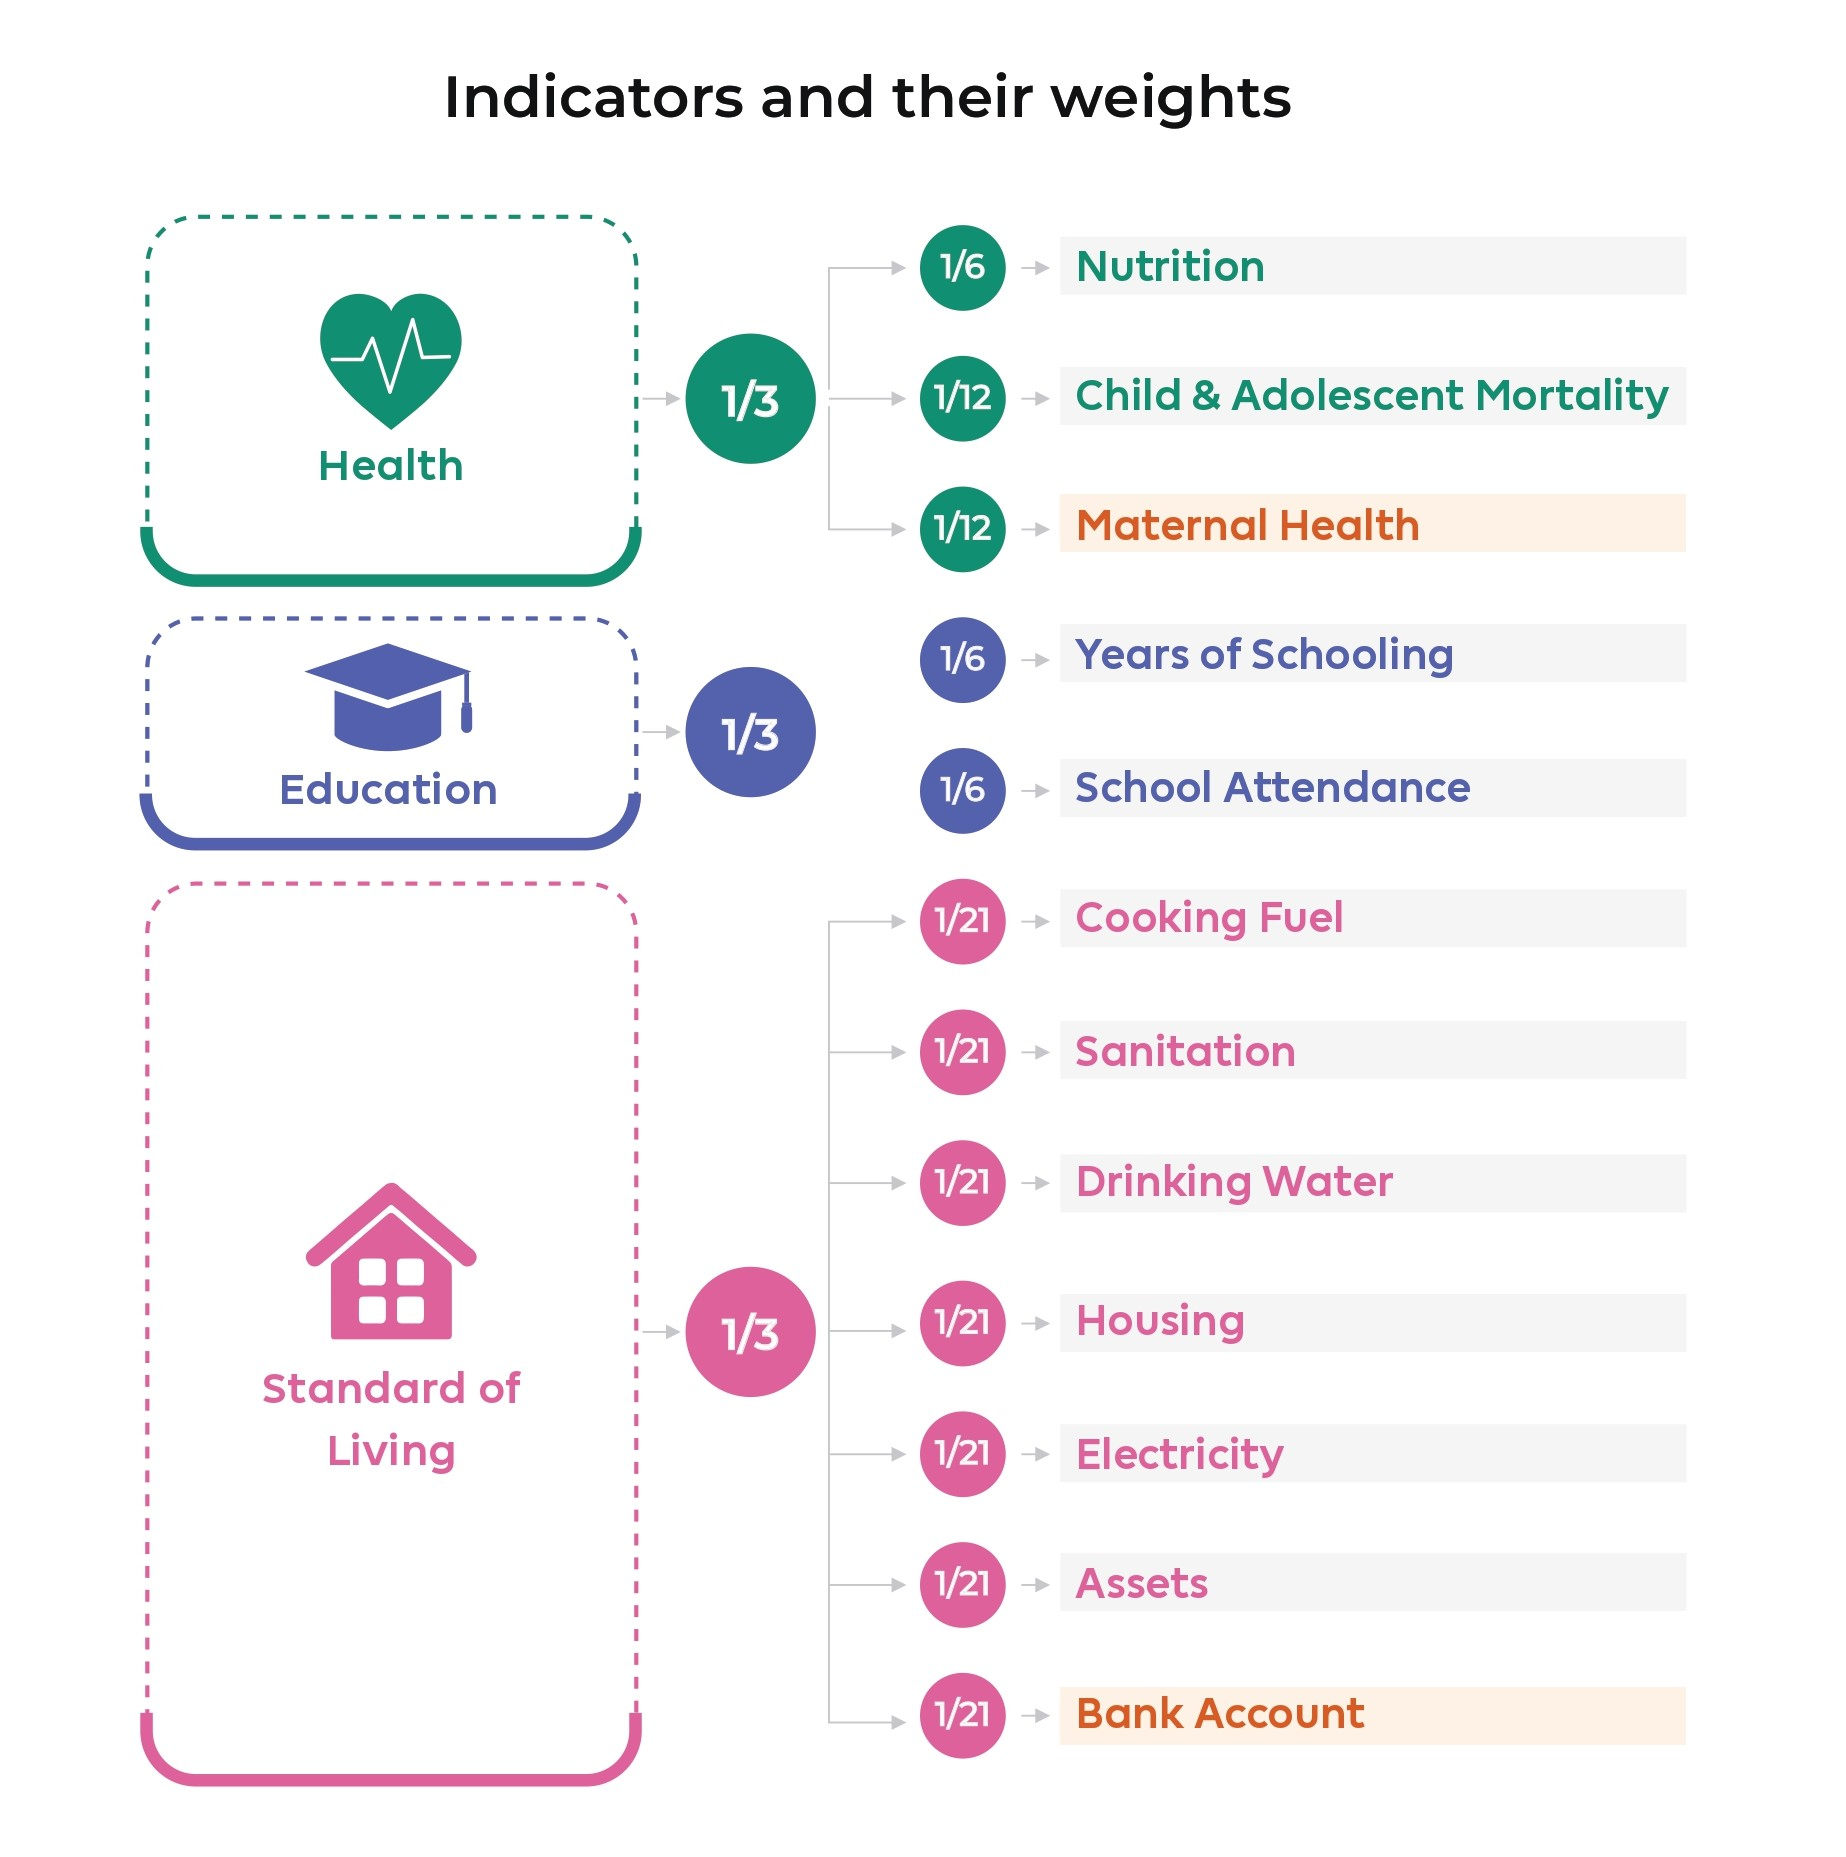 Indicators and their weights
Health
1/3
1/6
Nutrition
1/12
Child & Adolescent Mortality
1/12
Maternal Health
Education
1/3
1/6
Years of Schooling
1/6
School Attendance
Standard of
Living
1/3
1/21
Cooking Fuel
1/21
Sanitation
1/21
Drinking Water
1/21
Housing
1/21
Electricity
1/21
Assets
1/21
Bank Account